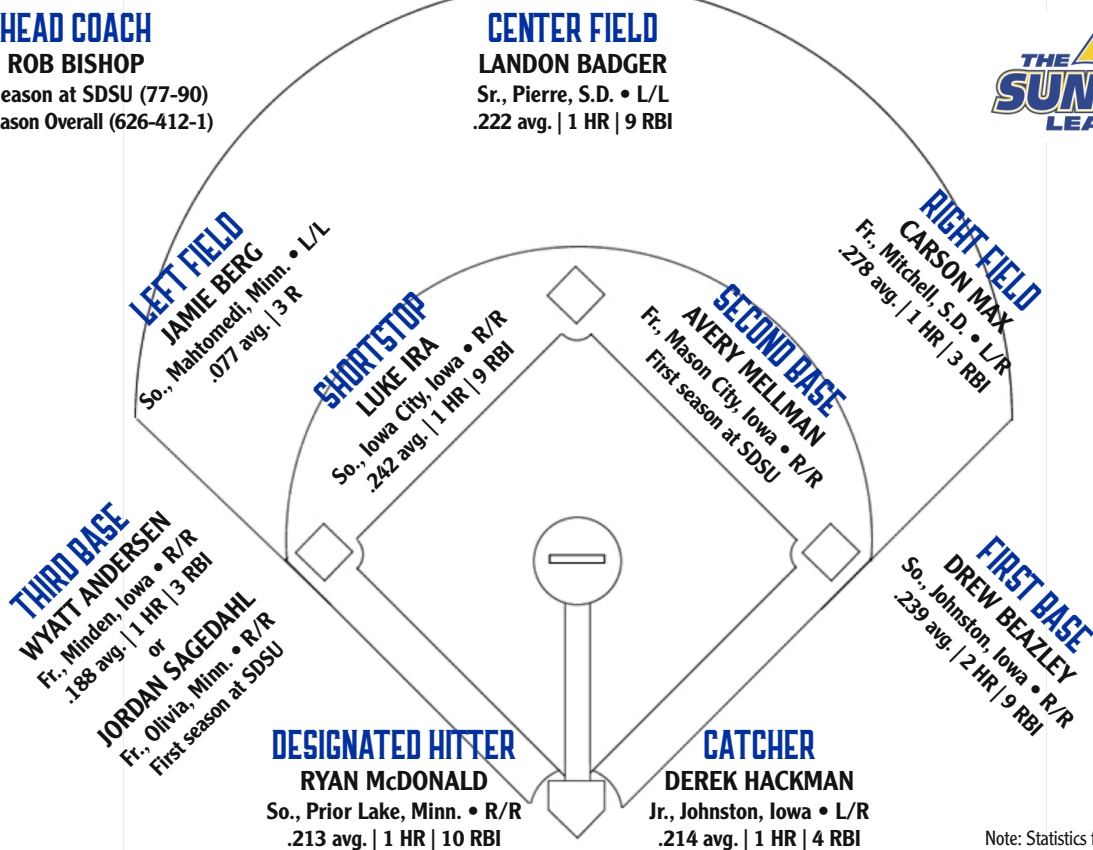 HEAD COACH
ROB BISHOP
eason at SDSU (77-90)
ason Overall (626-412-1)
CENTER FIELD
LANDON BADGER
Sr., Pierre, S.D. • L/L
.222 avg. | 1 HR | 9 RBI
THE
SUN
LEA
LEFT FIELD
JAMIE BERG
So., Mahtomedi, Minn. • L/L
.077 avg. | 3 R
RIGHT FIELD
CARSON MAX
Fr., Mitchell, S.D. • L/R
.278 avg. | 1 HR | 3 RBI
SHORTSTOP
LUKE IRA
So., Iowa City, Iowa • R/R
.242 avg. | 1 HR | 9 RBI
SECOND BASE
AVERY MELLMAN
Fr., Mason City, Iowa • R/R
First season at SDSU
THIRD BASE
WYATT ANDERSEN
Fr., Minden, Iowa • R/R
.188 avg. | 1 HR | 3 RBI
or
JORDAN SAGEDAHL
Fr., Olivia, Minn. • R/R
First season at SDSU
FIRST BASE
DREW BEAZLEY
So., Johnston, Iowa • R/R
.239 avg. | 2 HR | 9 RBI
DESIGNATED HITTER
RYAN McDONALD
So., Prior Lake, Minn. • R/R
.213 avg. | 1 HR | 10 RBI
CATCHER
DEREK HACKMAN
Jr., Johnston, Iowa • L/R
.214 avg. | 1 HR | 4 RBI
Note: Statistics